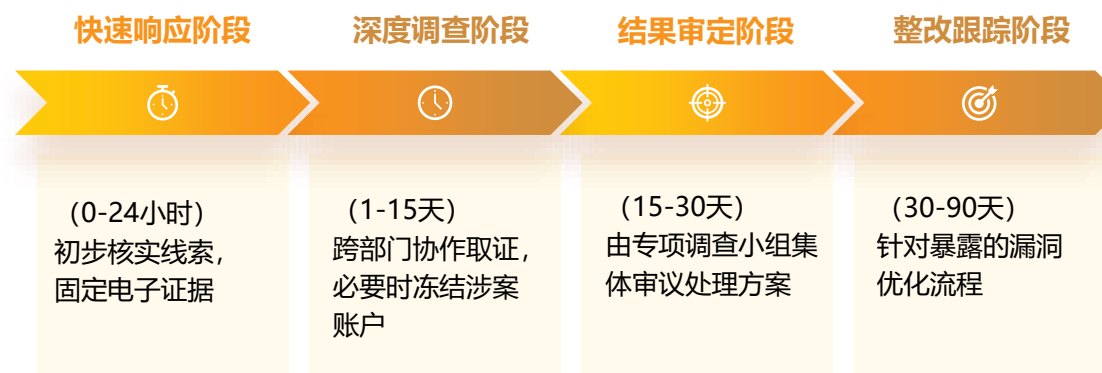 快速响应阶段
深度调查阶段
结果审定阶段
整改跟踪阶段
（0-24小时）
初步核实线索，
固定电子证据
（1-15天）
跨部门协作取证，
必要时冻结涉案
账户
（15-30天）
由专项调查小组集
体审议处理方案
（30-90天）
针对暴露的漏洞
优化流程